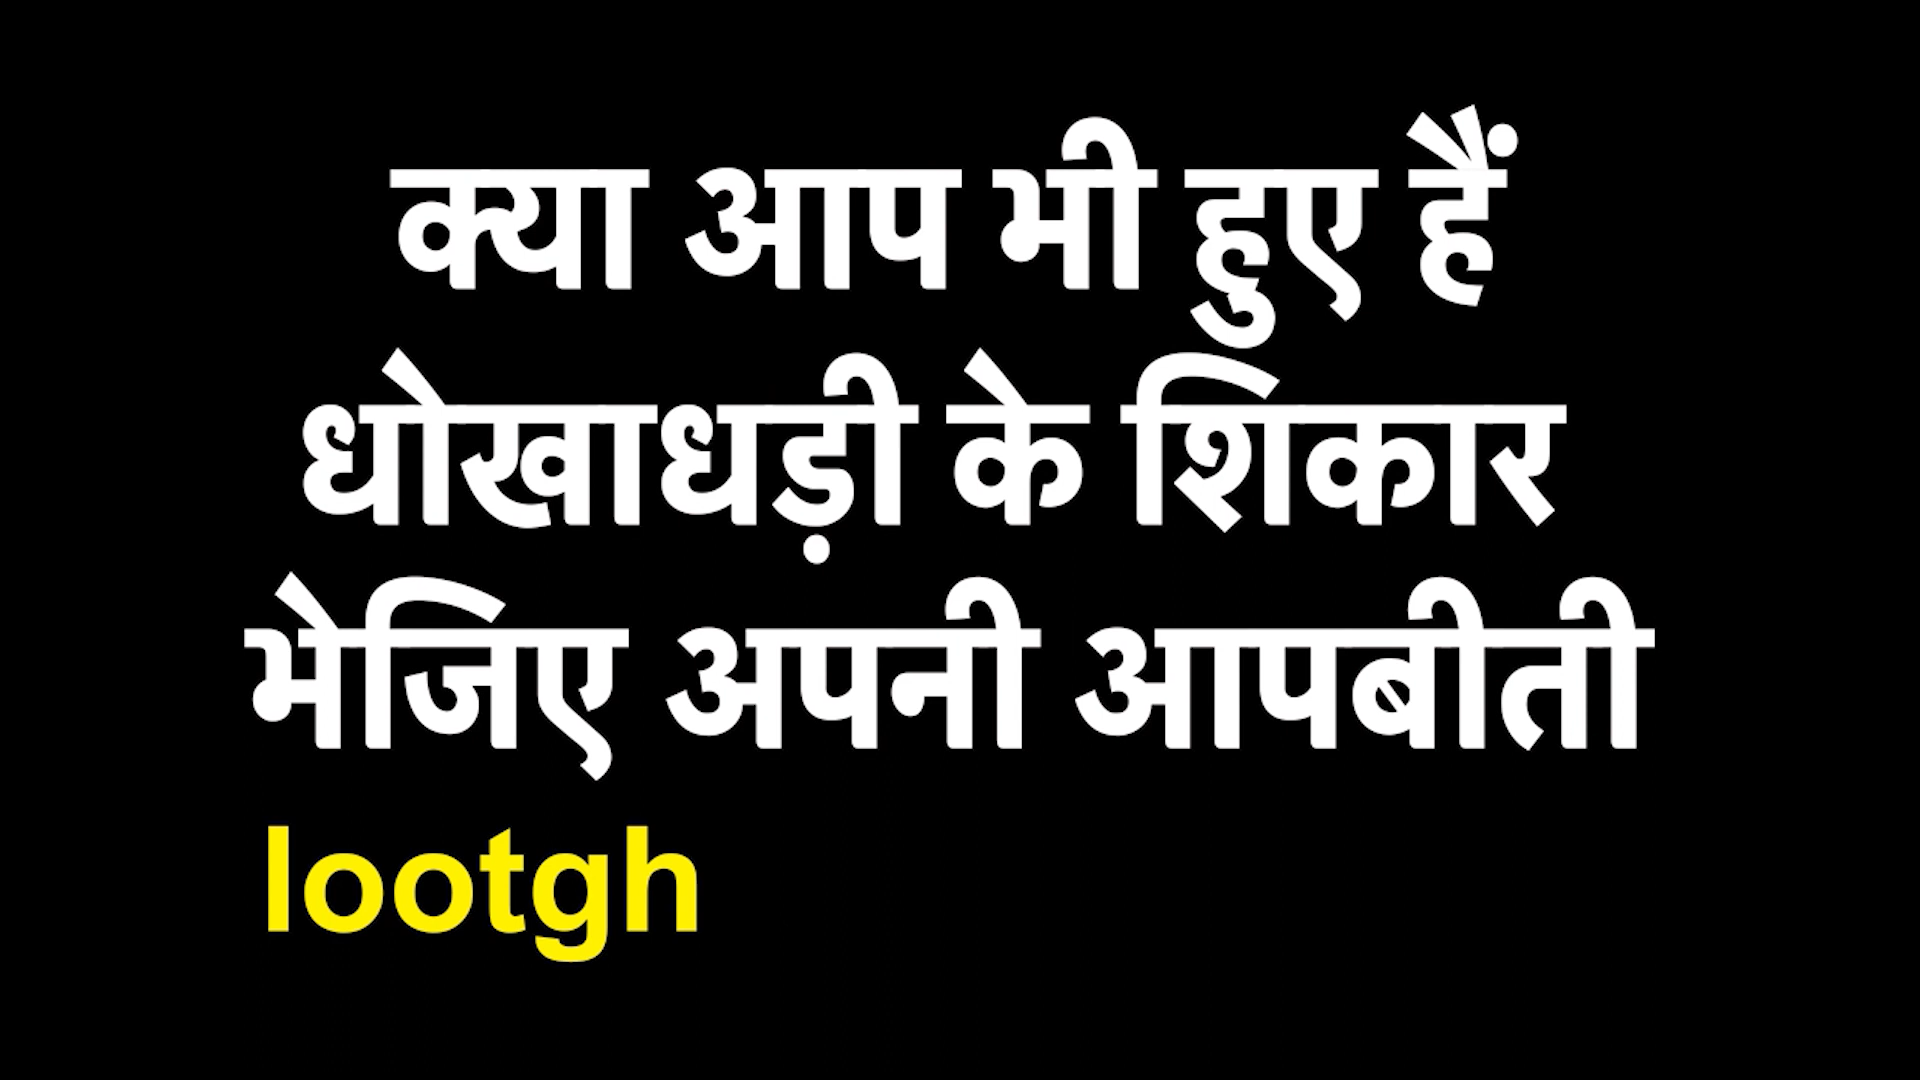 क्या आप भी हुए हैं
धोखाधड़ी के शिकार
भेजिए अपनी आपबीती
lootgh